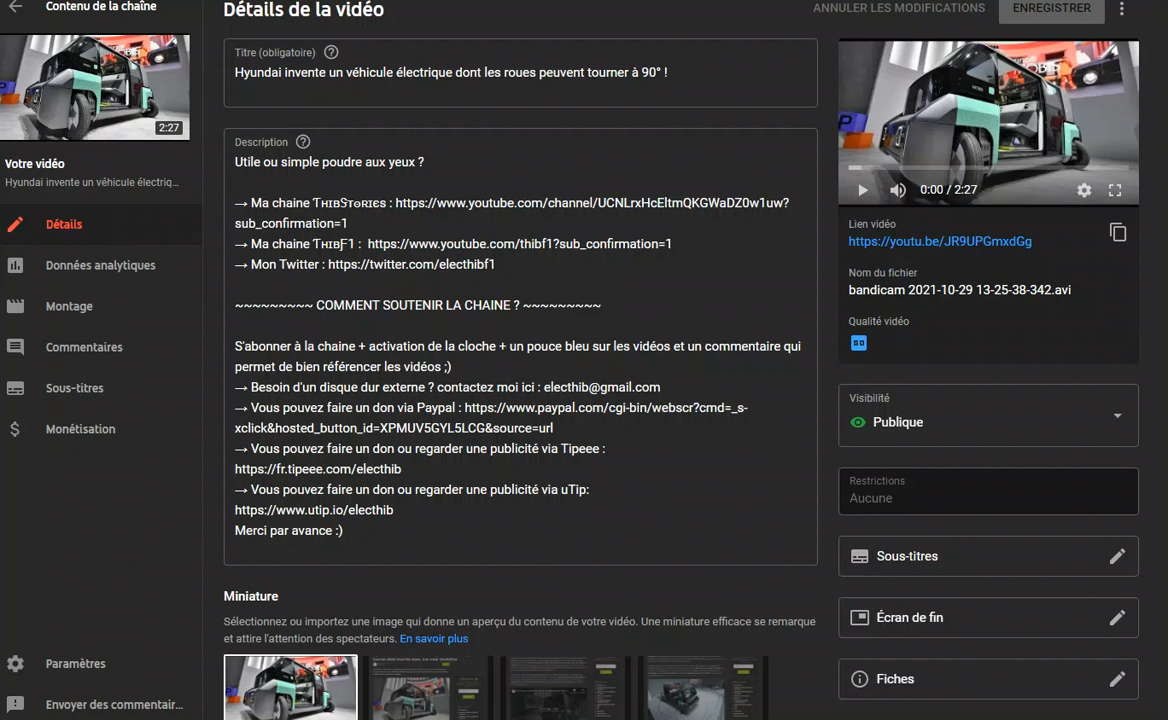 Contenu de la chaîne
2:27
Votre vidéo
Hyundai invente un véhicule électriq...
Détails
Données analytiques
Montage
Commentaires
Sous-titres
Monétisation
Paramètres
Envoyer des commentair...
Détails de la vidéo
ANNULER LES MODIFICATIONS
ENREGISTRER
Titre (obligatoire)
Hyundai invente un véhicule électrique dont les roues peuvent tourner à 90° !
Description
Utile ou simple poudre aux yeux ?
→ Ma chaine ƬʜɪʙSᴛᴏʀɪᴇs : https://www.youtube.com/channel/UCNLrxHcEltmQKGWaDZ0w1uw?
sub_confirmation=1
→ Ma chaine ƬʜɪʙƑ1 : https://www.youtube.com/thibf1?sub_confirmation=1
→ Mon Twitter : https://twitter.com/electhibf1
~~~~~~~~~ COMMENT SOUTENIR LA CHAINE ? ~~~~~~~~~
S'abonner à la chaine + activation de la cloche + un pouce bleu sur les vidéos et un commentaire qui
permet de bien référencer les vidéos ;)
→ Besoin d'un disque dur externe ? contactez moi ici : electhib@gmail.com
→ Vous pouvez faire un don via Paypal : https://www.paypal.com/cgi-bin/webscr?cmd=_s-
xclick&hosted_button_id=XPMUV5GYL5LCG&source=url
→ Vous pouvez faire un don ou regarder une publicité via Tipeee :
https://fr.tipeee.com/electhib
→ Vous pouvez faire un don ou regarder une publicité via uTip:
https://www.utip.io/electhib
Merci par avance :)
Miniature
Sélectionnez ou importez une image qui donne un aperçu du contenu de votre vidéo. Une miniature efficace se remarque
et attire l'attention des spectateurs. En savoir plus
0:00 / 2:27
Lien vidéo
https://youtu.be/JR9UPGmxdGg
Nom du fichier
bandicam 2021-10-29 13-25-38-342.avi
Qualité vidéo
SD
Visibilité
Publique
Restrictions
Aucune
Sous-titres
Écran de fin
Fiches